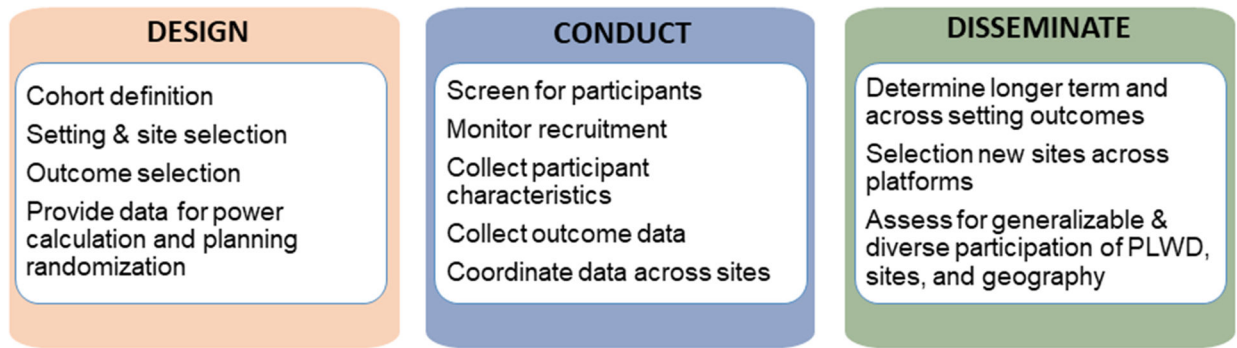 DESIGN
Cohort definition
Setting & site selection
Outcome selection
Provide data for power
calculation and planning
randomization
CONDUCT
Screen for participants
Monitor recruitment
Collect participant
characteristics
Collect outcome data
Coordinate data across sites
DISSEMINATE
Determine longer term and
across setting outcomes
Selection new sites across
platforms
Assess for generalizable &
diverse participation of PLWD,
sites, and geography